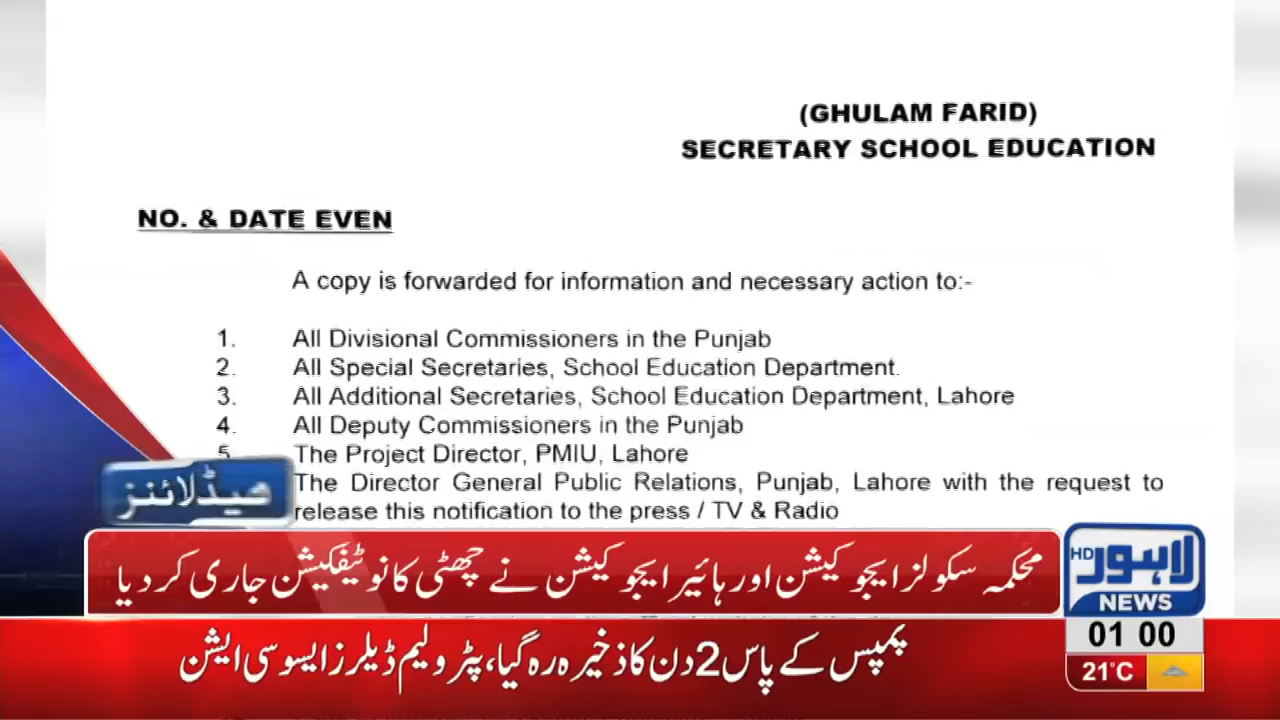 (GHULAM FARID)
SECRETARY SCHOOL EDUCATION
NO. & DATE EVEN
A copy is forwarded for information and necessary action to:-
1. All Divisional Commissioners in the Punjab
2. All Special Secretaries, School Education Department.
3. All Additional Secretaries, School Education Department, Lahore
4. All Deputy Commissioners in the Punjab
5. The Project Director, PMIU, Lahore
The Director General Public Relations, Punjab, Lahore with the request to
release this notification to the press / TV & Radio
ہیڈلائنز
محکمہ سکولز ایجوکیشن اور ہائیر ایجوکیشن نے چھٹی کا نوٹیفکیشن جاری کر دیا
HD لاہور
NEWS
01 00
21°C
پمپس کے پاس 2 دن کا ذخیرہ رہ گیا، پٹرولیم ڈیلرز ایسوسی ایشن